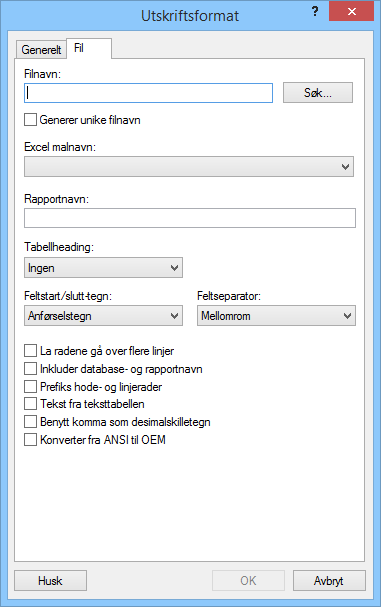 Utskriftsformat
?
Generelt Fil
Filnavn:
Søk...
Generer unike filnavn
Excel malnavn:
Rapportnavn:
Tabellheading:
Ingen
Feltstart/slutt-tegn: Feltseparator:
Anførselstegn Mellomrom
La radene gå over flere linjer
Inkluder database- og rapportnavn
Prefiks hode- og linjerader
Tekst fra teksttabellen
Benytt komma som desimalskilletegn
Konverter fra ANSI til OEM
Husk OK Avbryt